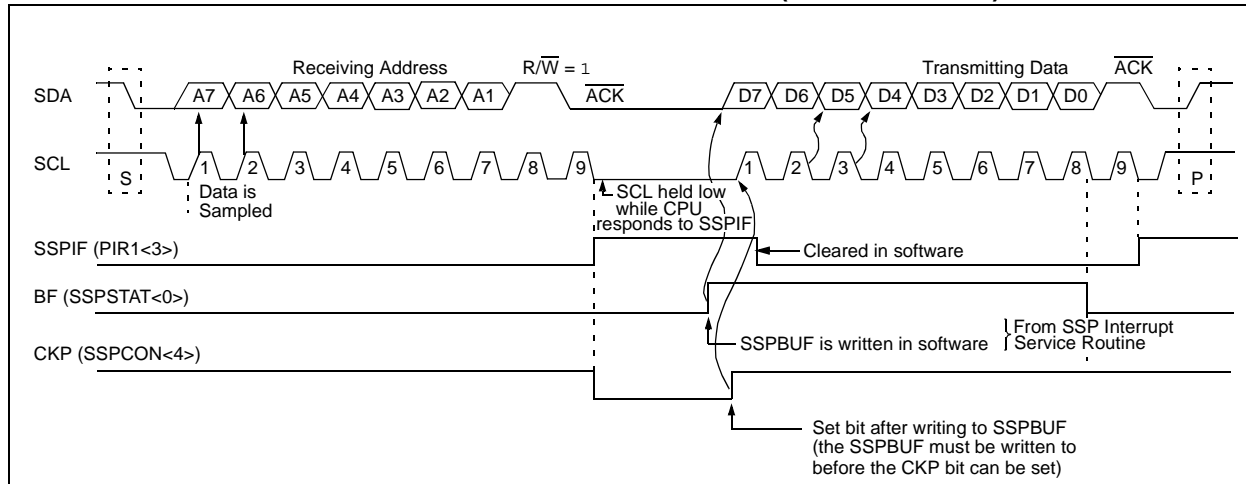 Receiving Address R/W = 1 Transmitting Data ACK
SDA A7 A6 A5 A4 A3 A2 A1 ACK D7 D6 D5 D4 D3 D2 D1 D0
SCL S 1 2 3 4 5 6 7 8 9 1 2 3 4 5 6 7 8 9 P
Data is
Sampled
SCL held low
while CPU
responds to SSPIF
SSPIF (PIR1<3>)
Cleared in software
BF (SSPSTAT<0>)
SSPBUF is written in software
From SSP Interrupt
Service Routine
CKP (SSPCON<4>)
Set bit after writing to SSPBUF
(the SSPBUF must be written to
before the CKP bit can be set)